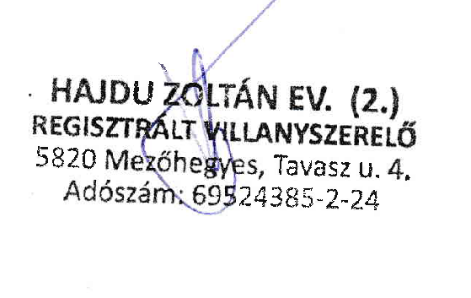 HAJDU ZOLTÁN EV. (2.)
REGISZTRÁLT VILLANYSZERELŐ
5820 Mezőhegyes, Tavasz u. 4.
Adószám: 69524385-2-24